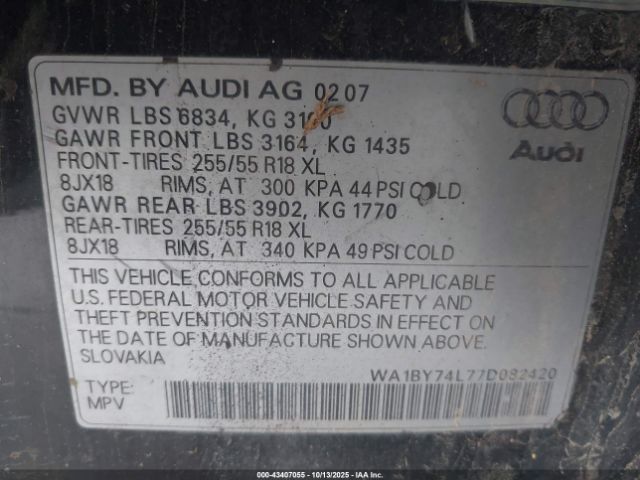 MFD. BY AUDI AG 02 07
GVWR LBS 6834, KG 3100
GAWR FRONT LBS 3164, KG 1435
FRONT-TIRES 255/55 R18 XL
8JX18 RIMS, AT 300 KPA 44 PSI COLD
GAWR REAR LBS 3902, KG 1770
REAR-TIRES 255/55 R18 XL
8JX18 RIMS, AT 340 KPA 49 PSI COLD
Audi
THIS VEHICLE CONFORMS TO ALL APPLICABLE
U.S. FEDERAL MOTOR VEHICLE SAFETY AND
THEFT PREVENTION STANDARDS IN EFFECT ON
THE DATE OF MANUFACTURE SHOWN ABOVE.
SLOVAKIA
WA1BY74L77D082420
TYPE:
MPV
00-43407055 - 10/13/2025 - IAAI.com